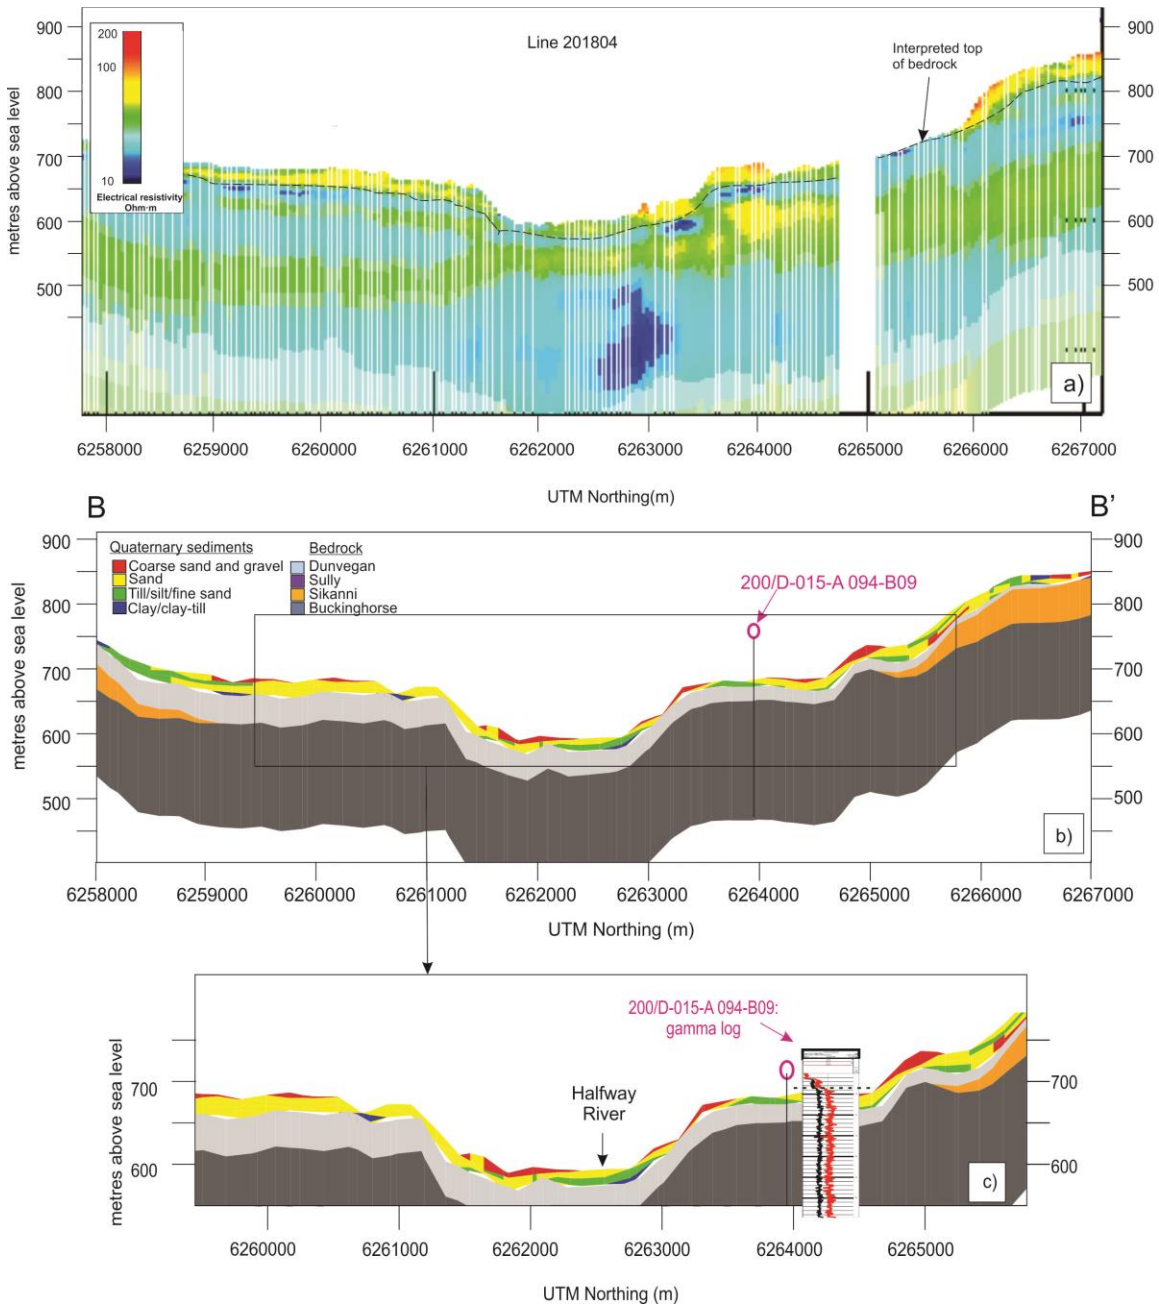 900
800
700
600
500
metres above sea level
200
100
10
Electrical resistivity
Ohm·m
Line 201804
Interpreted top
of bedrock
900
800
700
600
500
a)
6258000 6259000 6260000 6261000 6262000 6263000 6264000 6265000 6266000 6267000
UTM Northing(m)
B
B'
900
800
700
600
500
metres above sea level
Quaternary sediments
Coarse sand and gravel
Sand
Till/silt/fine sand
Clay/clay-till
Bedrock
Dunvegan
Sully
Sikanni
Buckinghorse
200/D-015-A 094-B09
900
800
700
600
500
b)
6258000 6259000 6260000 6261000 6262000 6263000 6264000 6265000 6266000 6267000
UTM Northing (m)
700
600
metres above sea level
Halfway
River
200/D-015-A 094-B09:
gamma log
700
600
c)
6260000 6261000 6262000 6263000 6264000 6265000
UTM Northing (m)